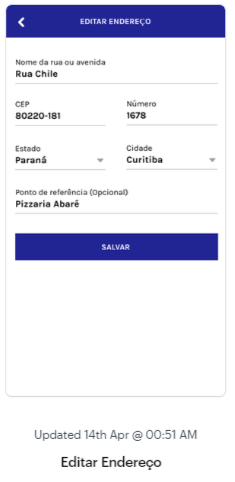 EDITAR ENDEREÇO
Nome da rua ou avenida
Rua Chile
CEP
80220-181
Número
1678
Estado
Paraná
Cidade
Curitiba
Ponto de referência (Opcional)
Pizzaria Abaré
SALVAR
Updated 14th Apr @ 00:51 AM
Editar Endereço